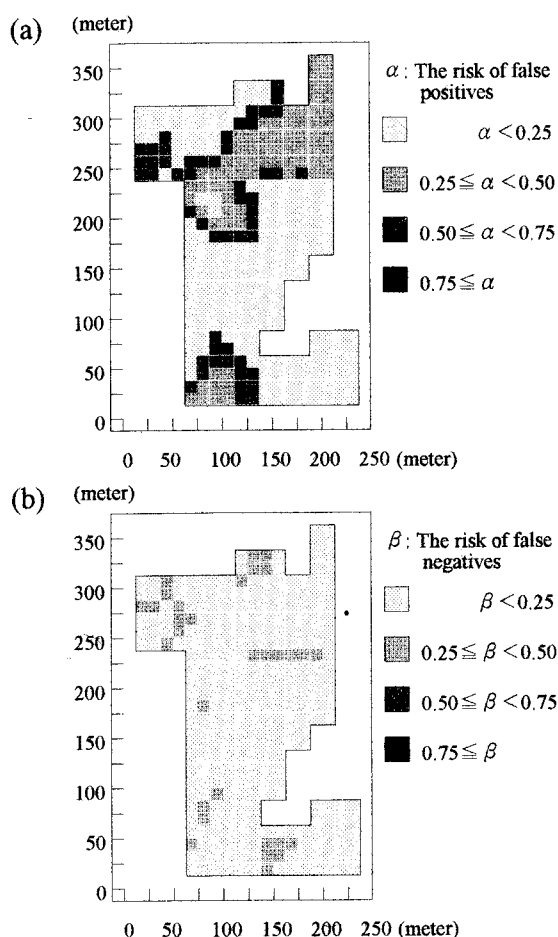 (a)
(meter)
350
300
250
200
150
100
50
0
0 50 100 150 200 250 (meter)
α : The risk of false
positives
α < 0.25
0.25 ≦ α < 0.50
0.50 ≦ α < 0.75
0.75 ≦ α
(b)
(meter)
350
300
250
200
150
100
50
0
0 50 100 150 200 250 (meter)
β : The risk of false
negatives
β < 0.25
0.25 ≦ β < 0.50
0.50 ≦ β < 0.75
0.75 ≦ β